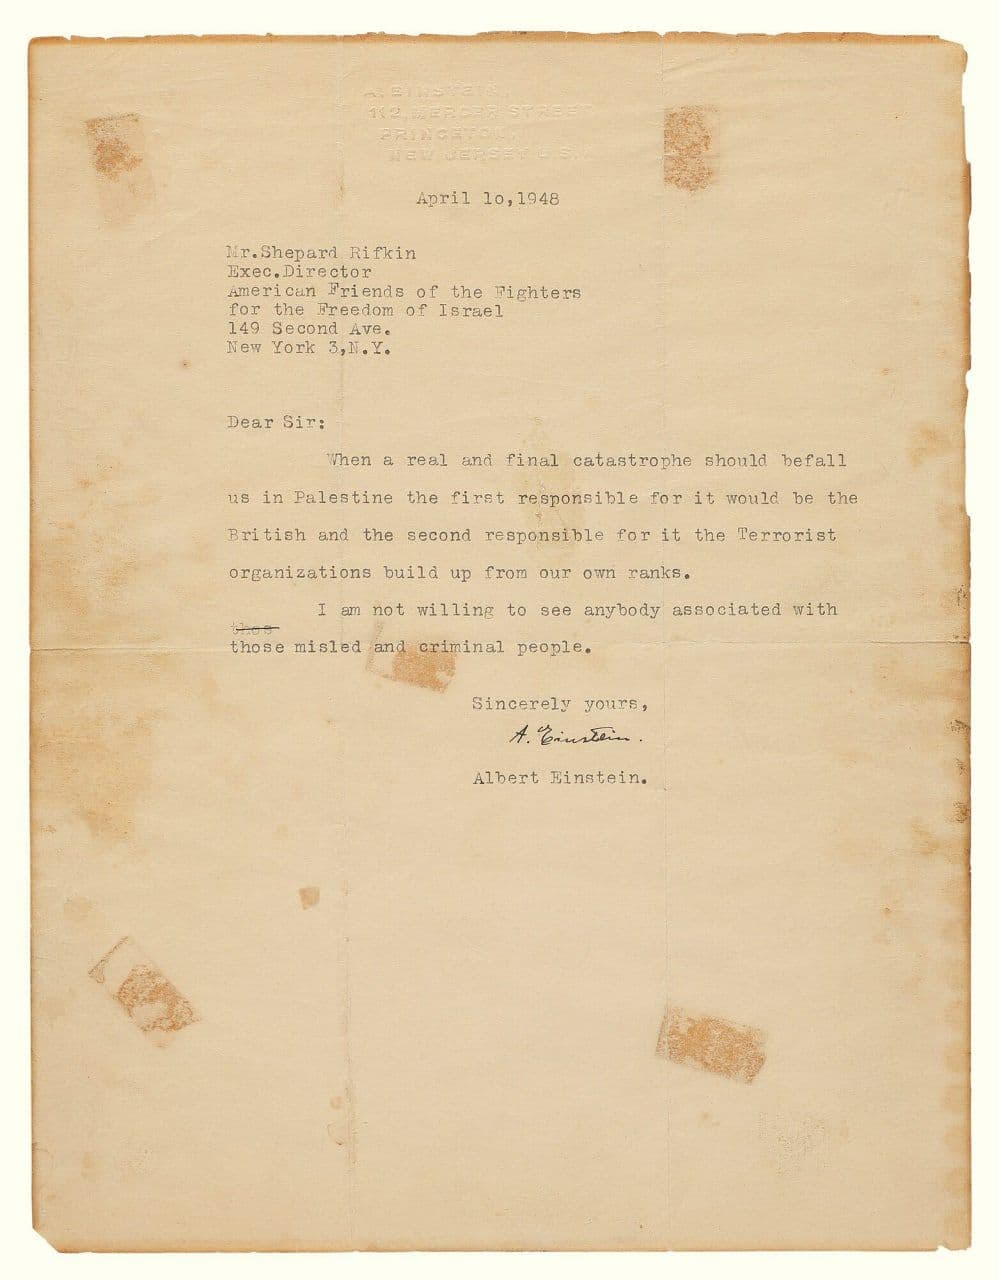 A. EINSTEIN,
112, MERCER STREET
PRINCETON,
NEW JERSEY U.S.A.
April 1o,1948
Mr.Shepard Rifkin
Exec.Director
American Friends of the Fighters
for the Freedom of Israel
149 Second Ave.
New York 3,N.Y.
Dear Sir:
When a real and final catastrophe should befall
us in Palestine the first responsible for it would be the
British and the second responsible for it the Terrorist
organizations build up from our own ranks.
I am not willing to see anybody associated with
thos
those misled and criminal people.
Sincerely yours,
A. Einstein.
Albert Einstein.